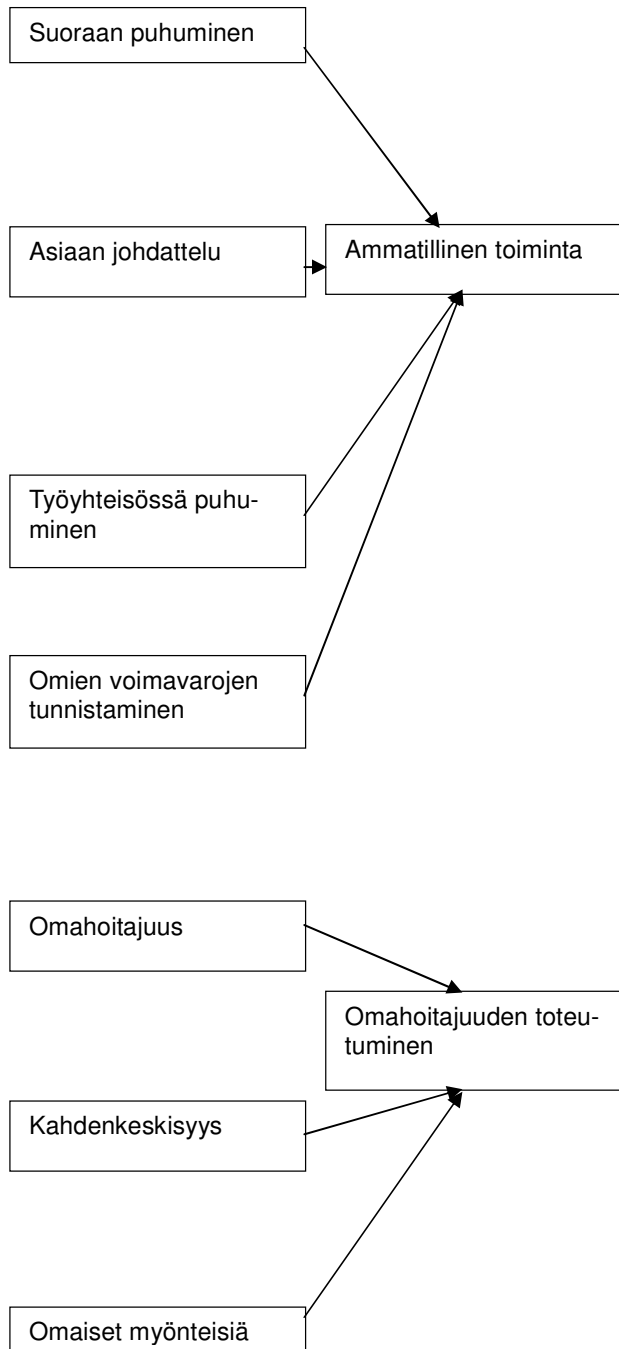 Suoraan puhuminen
Asiaan johdattelu
Ammatillinen toiminta
Työyhteisössä puhu-
minen
Omien voimavarojen
tunnistaminen
Omahoitajuus
Omahoitajuuden toteu-
tuminen
Kahdenkeskisyys
Omaiset myönteisiä